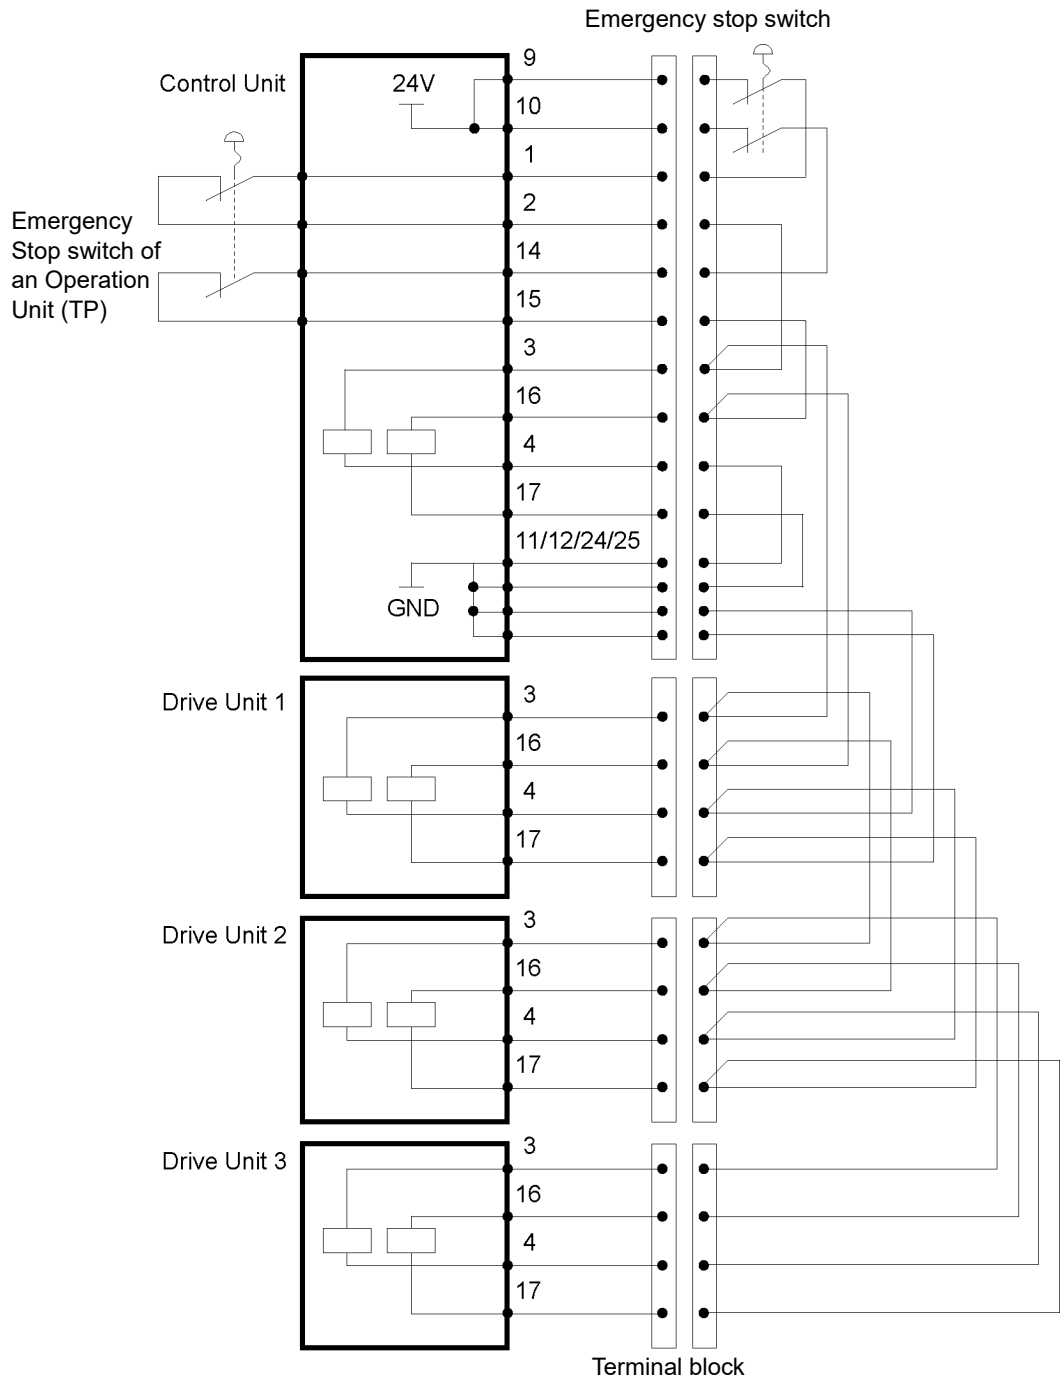 Emergency stop switch
9
Control Unit
24V
10
1
2
Emergency
Stop switch of
an Operation
Unit (TP)
14
15
3
16
4
17
11/12/24/25
GND
Drive Unit 1
3
16
4
17
Drive Unit 2
3
16
4
17
Drive Unit 3
3
16
4
17
Terminal block